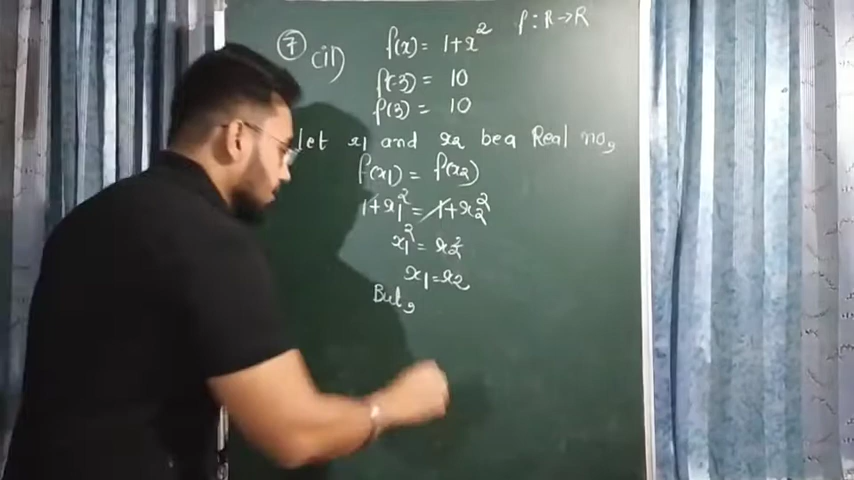 ⑦ (ii) f(x) = 1+x² f:R→R
f(-3) = 10
f(3) = 10
let x₁ and x₂ be a Real no,
f(x₁) = f(x₂)
1+x₁² = 1+x₂²
x₁² = x₂²
x₁ = x₂
But,